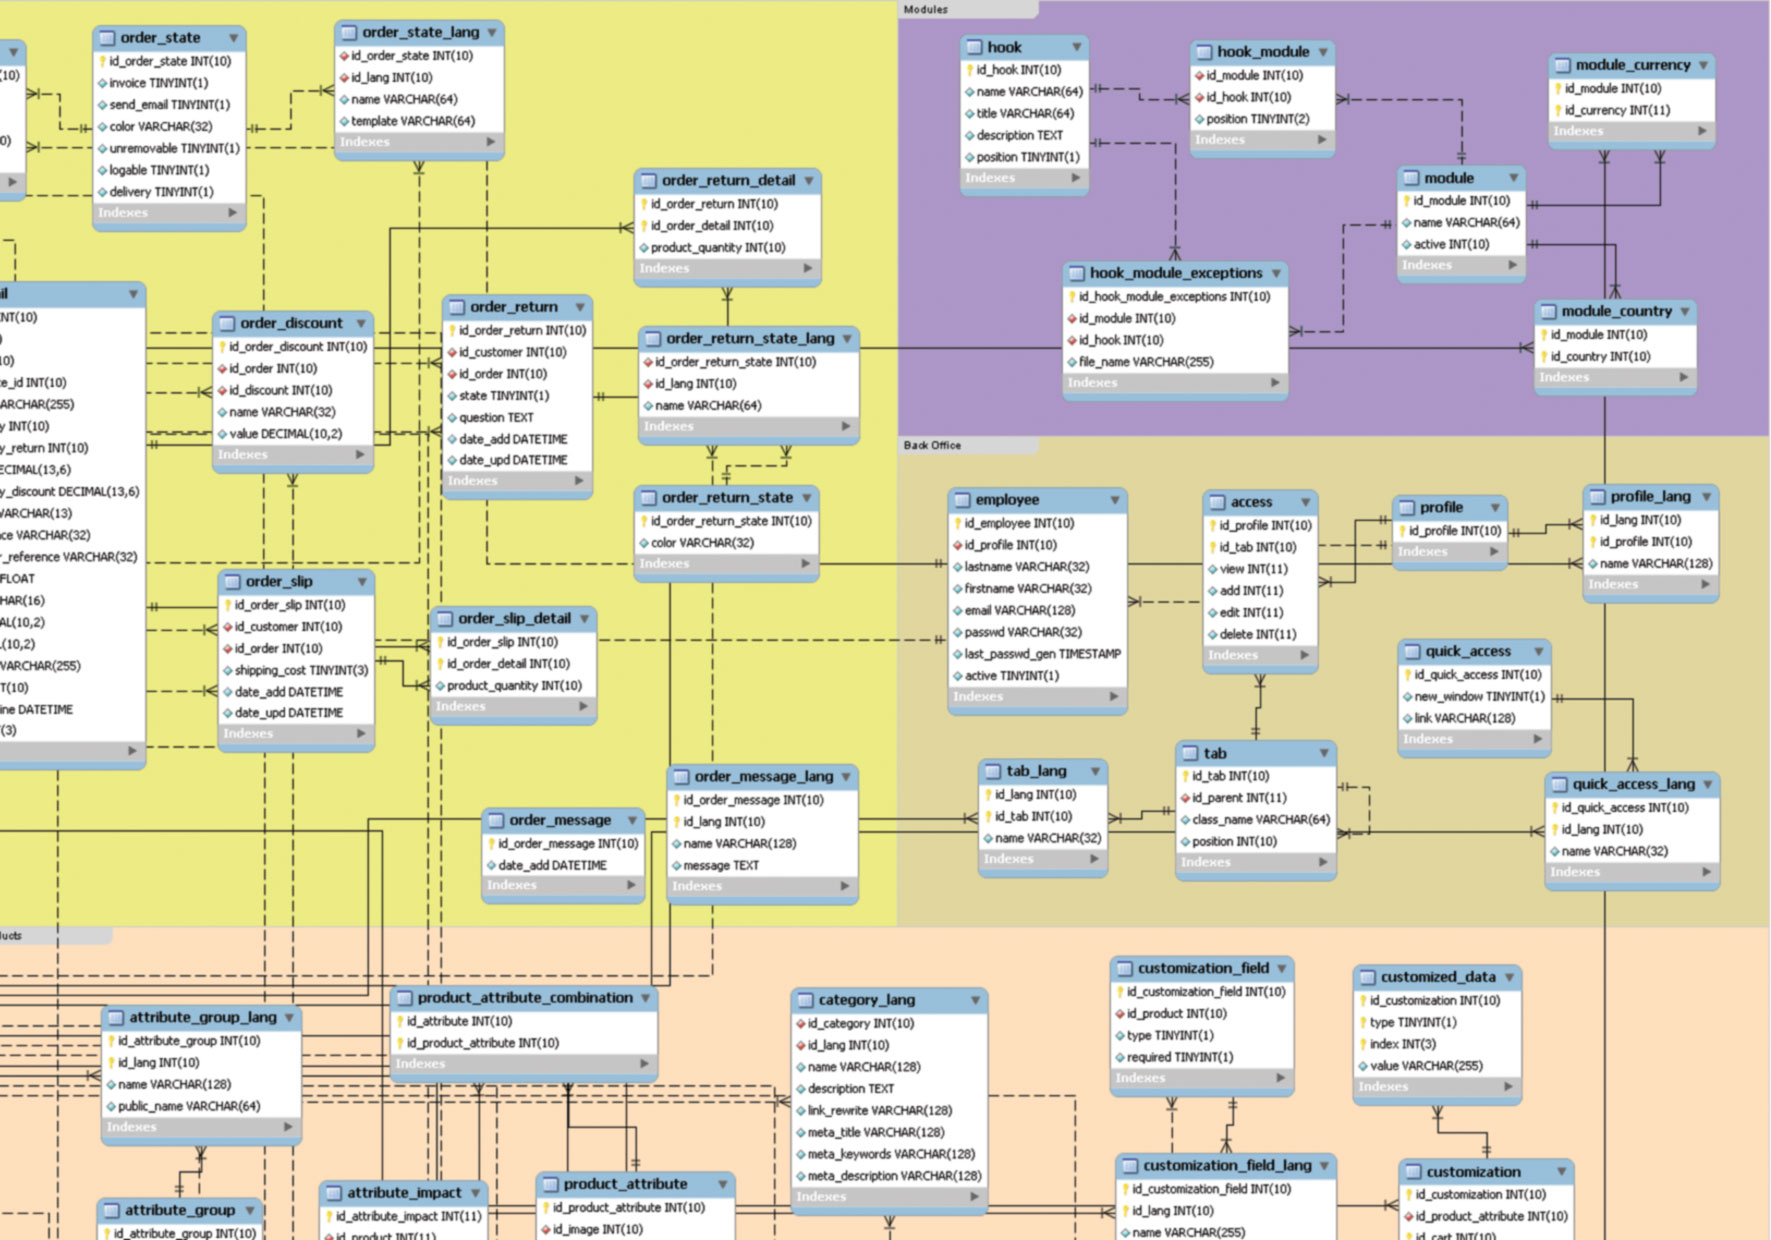 Modules
order_state
id_order_state INT(10)
invoice TINYINT(1)
send_email TINYINT(1)
color VARCHAR(32)
unremovable TINYINT(1)
logable TINYINT(1)
delivery TINYINT(1)
Indexes
order_state_lang
id_order_state INT(10)
id_lang INT(10)
name VARCHAR(64)
template VARCHAR(64)
Indexes
order_return_detail
id_order_return INT(10)
id_order_detail INT(10)
product_quantity INT(10)
Indexes
hook
id_hook INT(10)
name VARCHAR(64)
title VARCHAR(64)
description TEXT
position TINYINT(1)
Indexes
hook_module
id_module INT(10)
id_hook INT(10)
position TINYINT(2)
Indexes
module_currency
id_module INT(10)
id_currency INT(11)
Indexes
module
id_module INT(10)
name VARCHAR(64)
active INT(10)
Indexes
hook_module_exceptions
id_hook_module_exceptions INT(10)
id_module INT(10)
id_hook INT(10)
file_name VARCHAR(255)
Indexes
module_country
id_module INT(10)
id_country INT(10)
Indexes
10)
0)
il
INT(10)
)
10)
te_id INT(10)
ARCHAR(255)
y INT(10)
y_return INT(10)
ECIMAL(13,6)
y_discount DECIMAL(13,6)
VARCHAR(13)
nce VARCHAR(32)
r_reference VARCHAR(32)
FLOAT
HAR(16)
AL(10,2)
L(10,2)
VARCHAR(255)
T(10)
ine DATETIME
(3)
order_discount
id_order_discount INT(10)
id_order INT(10)
id_discount INT(10)
name VARCHAR(32)
value DECIMAL(10,2)
Indexes
order_return
id_order_return INT(10)
id_customer INT(10)
id_order INT(10)
state TINYINT(1)
question TEXT
date_add DATETIME
date_upd DATETIME
Indexes
order_return_state_lang
id_order_return_state INT(10)
id_lang INT(10)
name VARCHAR(64)
Indexes
order_return_state
id_order_return_state INT(10)
color VARCHAR(32)
Indexes
order_slip
id_order_slip INT(10)
id_customer INT(10)
id_order INT(10)
shipping_cost TINYINT(3)
date_add DATETIME
date_upd DATETIME
Indexes
order_slip_detail
id_order_slip INT(10)
id_order_detail INT(10)
product_quantity INT(10)
Indexes
order_message
id_order_message INT(10)
date_add DATETIME
Indexes
order_message_lang
id_order_message INT(10)
id_lang INT(10)
name VARCHAR(128)
message TEXT
Indexes
Back Office
employee
id_employee INT(10)
id_profile INT(10)
lastname VARCHAR(32)
firstname VARCHAR(32)
email VARCHAR(128)
passwd VARCHAR(32)
last_passwd_gen TIMESTAMP
active TINYINT(1)
Indexes
access
id_profile INT(10)
id_tab INT(10)
view INT(11)
add INT(11)
edit INT(11)
delete INT(11)
Indexes
profile
id_profile INT(10)
Indexes
profile_lang
id_lang INT(10)
id_profile INT(10)
name VARCHAR(128)
Indexes
quick_access
id_quick_access INT(10)
new_window TINYINT(1)
link VARCHAR(128)
Indexes
tab_lang
id_lang INT(10)
id_tab INT(10)
name VARCHAR(32)
Indexes
tab
id_tab INT(10)
id_parent INT(11)
class_name VARCHAR(64)
position INT(10)
Indexes
quick_access_lang
id_quick_access INT(10)
id_lang INT(10)
name VARCHAR(32)
Indexes
ucts
attribute_group_lang
id_attribute_group INT(10)
id_lang INT(10)
name VARCHAR(128)
public_name VARCHAR(64)
Indexes
product_attribute_combination
id_attribute INT(10)
id_product_attribute INT(10)
Indexes
category_lang
id_category INT(10)
id_lang INT(10)
name VARCHAR(128)
description TEXT
link_rewrite VARCHAR(128)
meta_title VARCHAR(128)
meta_keywords VARCHAR(128)
meta_description VARCHAR(128)
Indexes
customization_field
id_customization_field INT(10)
id_product INT(10)
type TINYINT(1)
required TINYINT(1)
Indexes
customized_data
id_customization INT(10)
type TINYINT(1)
index INT(3)
value VARCHAR(255)
Indexes
attribute_group
id_attribute_group INT(10)
attribute_impact
id_attribute_impact INT(11)
id_product INT(11)
product_attribute
id_product_attribute INT(10)
id_image INT(10)
customization_field_lang
id_customization_field INT(10)
id_lang INT(10)
name VARCHAR(255)
customization
id_customization INT(10)
id_product_attribute INT(10)
id_cart INT(10)